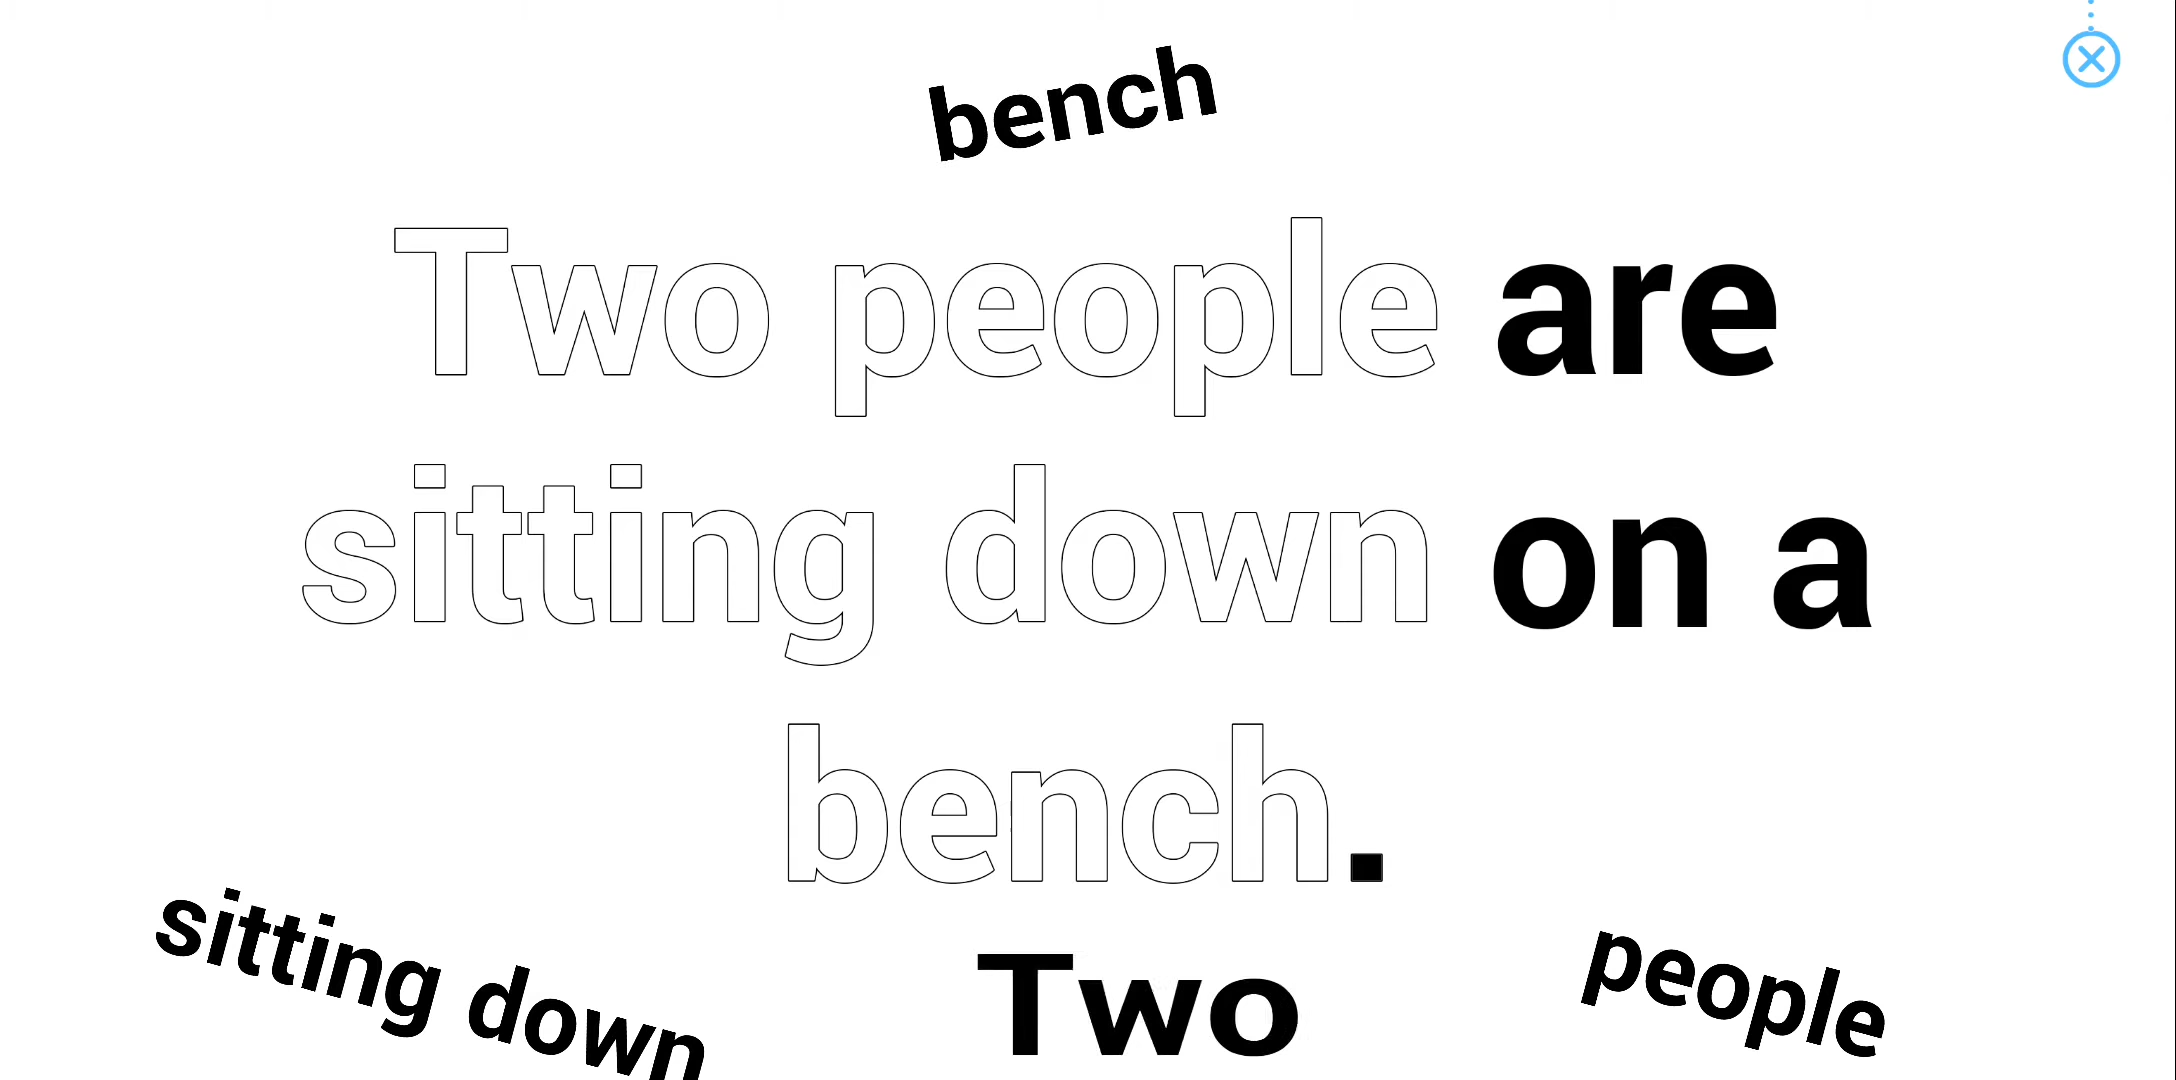 bench
Two people are
sitting down on a
bench.
sitting down
Two
people